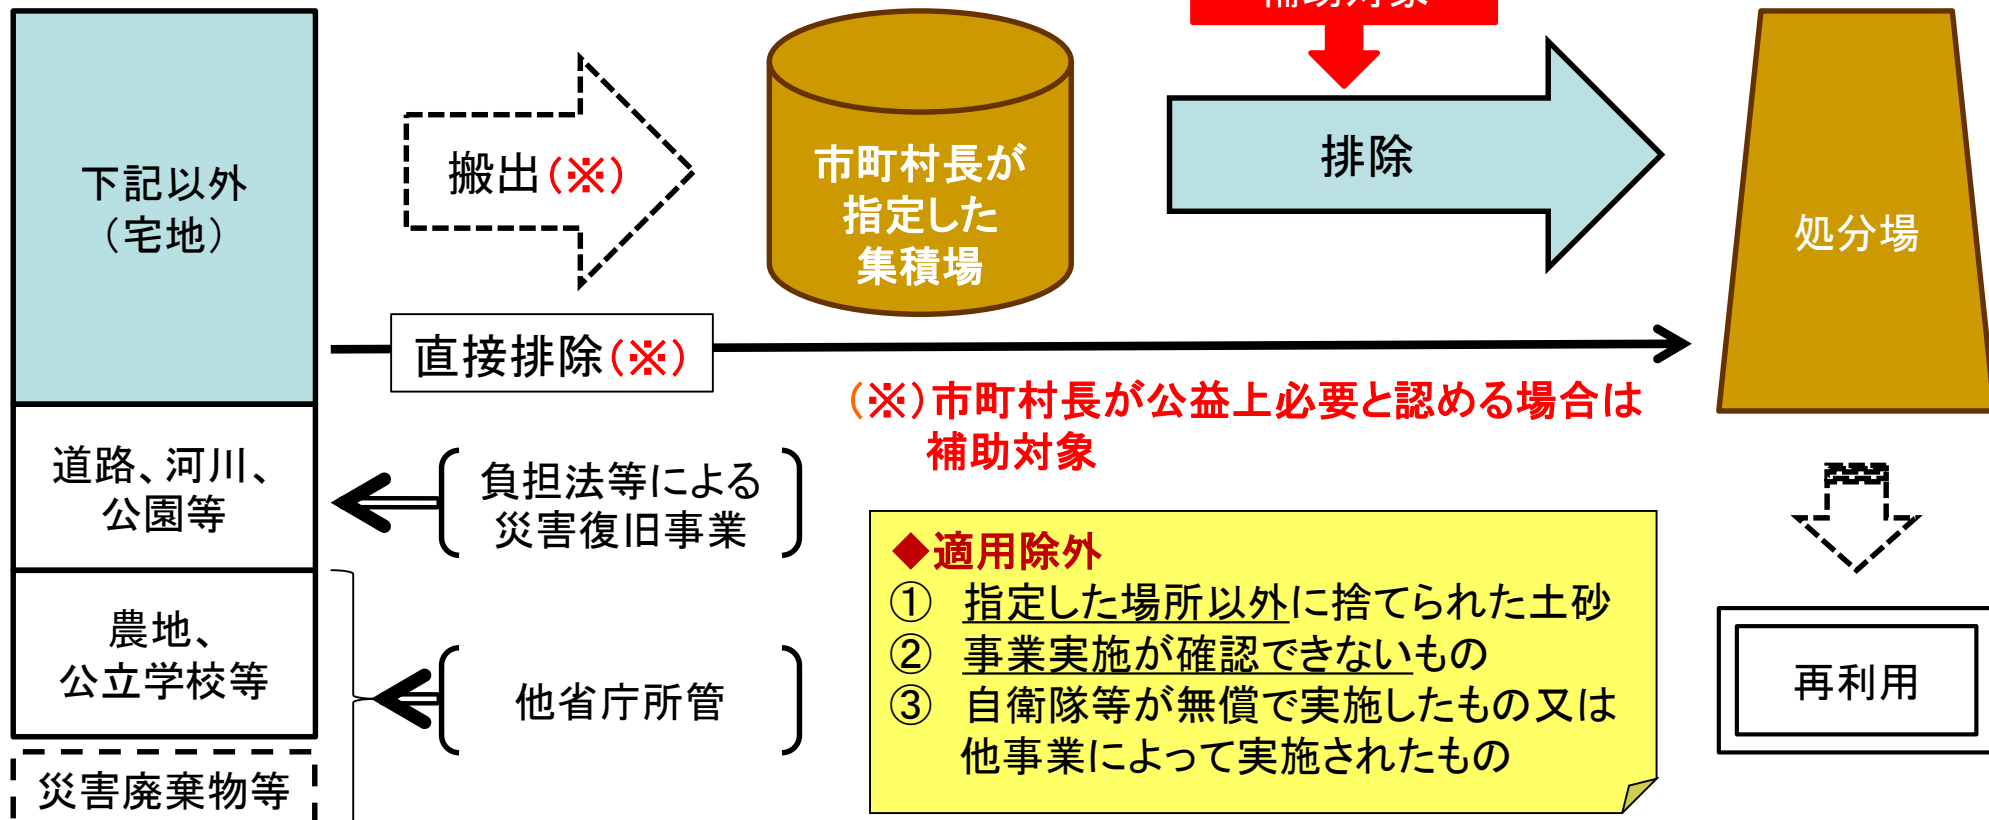 補助対象
下記以外
（宅地）
搬出（※）
市町村長が
指定した
集積場
排除
処分場
直接排除（※）
（※）市町村長が公益上必要と認める場合は
補助対象
道路、河川、
公園等
負担法等による
災害復旧事業
農地、
公立学校等
他省庁所管
災害廃棄物等
◆適用除外
①　指定した場所以外に捨てられた土砂
②　事業実施が確認できないもの
③　自衛隊等が無償で実施したもの又は
他事業によって実施されたもの
再利用